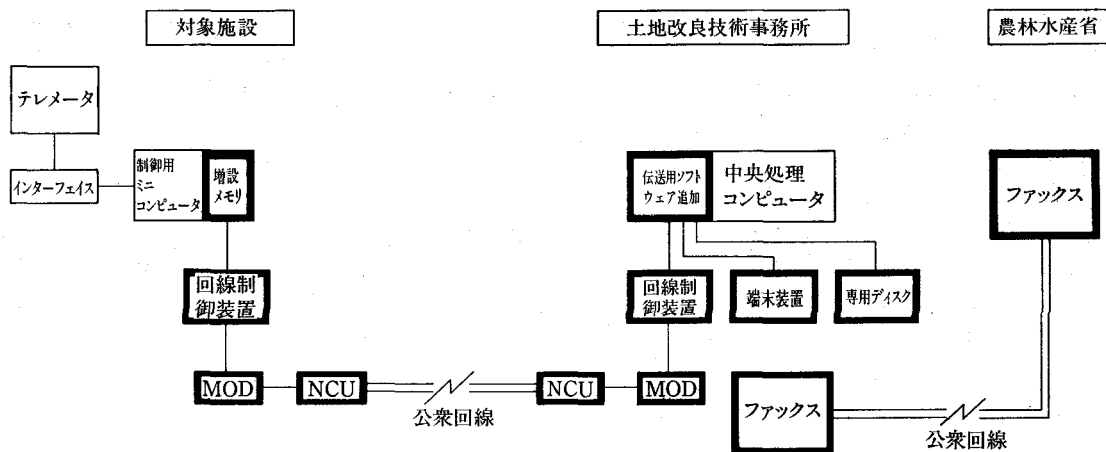 対象施設
土地改良技術事務所
農林水産省
テレメータ
インターフェイス
制御用
ミニ
コンピュータ
増設
メモリ
回線制
御装置
MOD
NCU
公衆回線
伝送用ソフト
ウェア追加
中央処理
コンピュータ
回線制
御装置
端末装置
専用ディスク
NCU
MOD
ファックス
公衆回線
ファックス